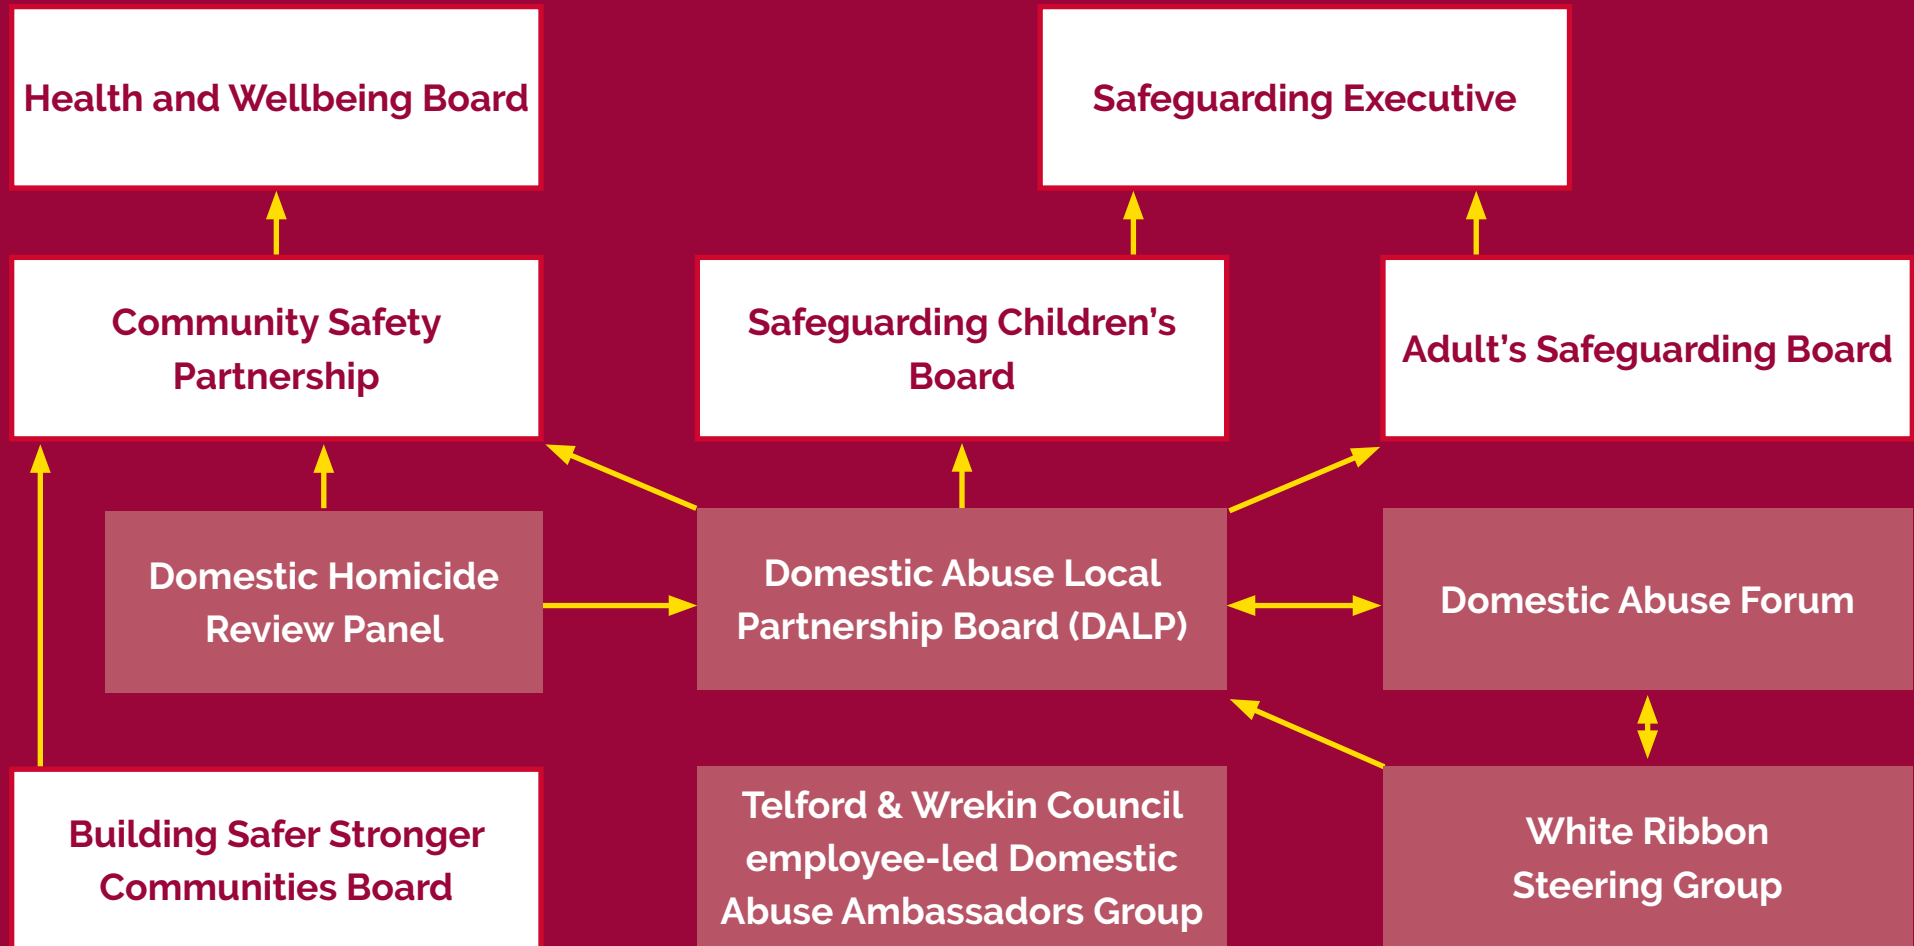 Health and Wellbeing Board
Safeguarding Executive
Community Safety
Partnership
Safeguarding Children’s
Board
Adult’s Safeguarding Board
Domestic Homicide
Review Panel
Domestic Abuse Local
Partnership Board (DALP)
Domestic Abuse Forum
Building Safer Stronger
Communities Board
Telford & Wrekin Council
employee-led Domestic
Abuse Ambassadors Group
White Ribbon
Steering Group